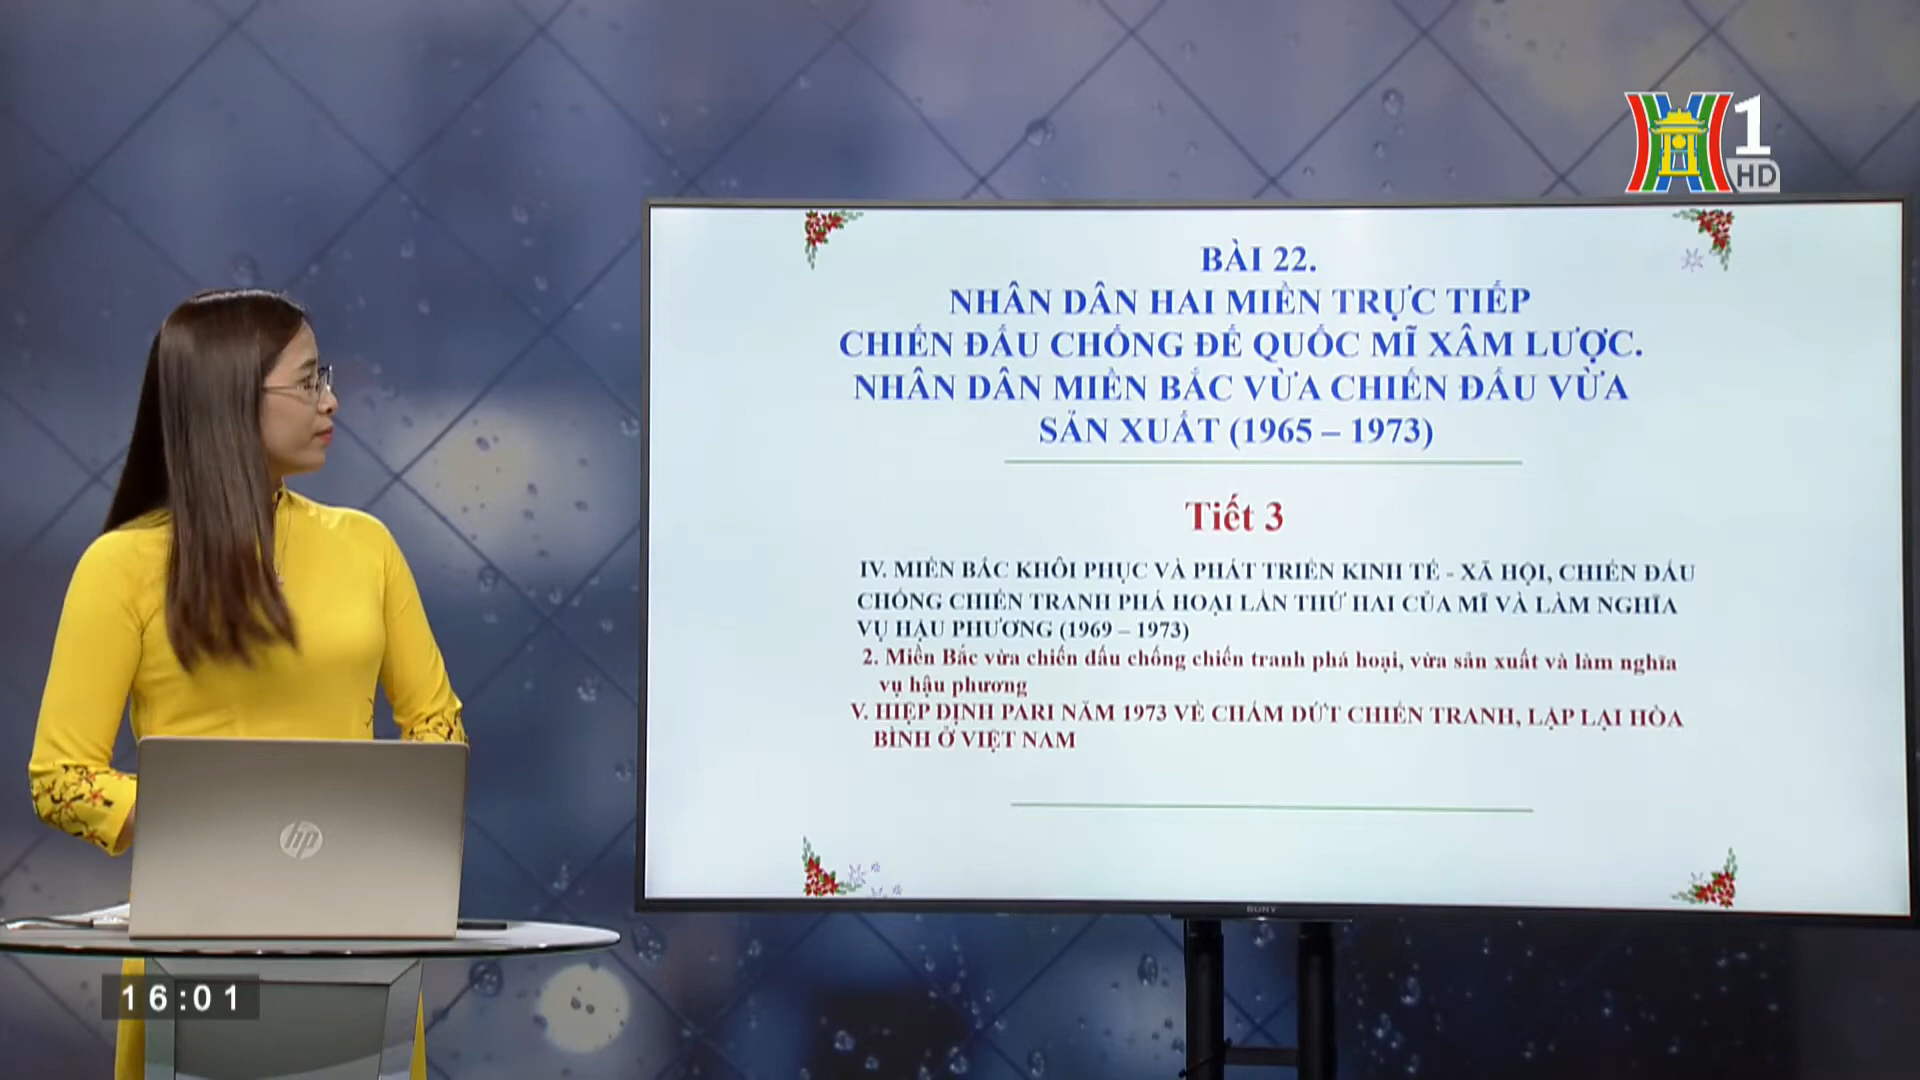 1
HD
BÀI 22.
NHÂN DÂN HAI MIỀN TRỰC TIẾP
CHIẾN ĐẤU CHỐNG ĐẾ QUỐC MĨ XÂM LƯỢC.
NHÂN DÂN MIỀN BẮC VỪA CHIẾN ĐẤU VỪA
SẢN XUẤT (1965 – 1973)
Tiết 3
IV. MIỀN BẮC KHÔI PHỤC VÀ PHÁT TRIỂN KINH TẾ - XÃ HỘI, CHIẾN ĐẤU
CHỐNG CHIẾN TRANH PHÁ HOẠI LẦN THỨ HAI CỦA MĨ VÀ LÀM NGHĨA
VỤ HẬU PHƯƠNG (1969 – 1973)
2. Miền Bắc vừa chiến đấu chống chiến tranh phá hoại, vừa sản xuất và làm nghĩa
vụ hậu phương
V. HIỆP ĐỊNH PARI NĂM 1973 VỀ CHẤM DỨT CHIẾN TRANH, LẬP LẠI HÒA
BÌNH Ở VIỆT NAM
SONY
hp
16:01